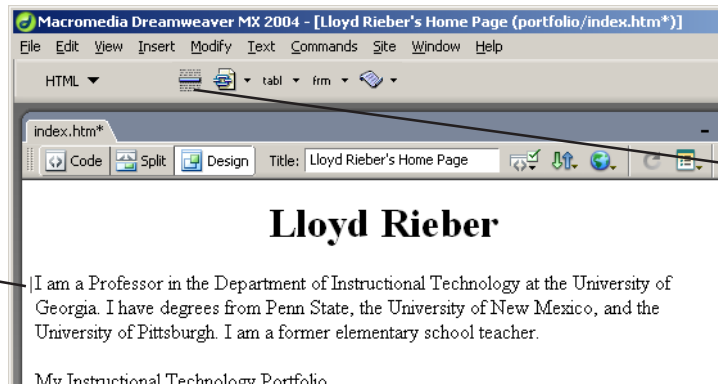 Macromedia Dreamweaver MX 2004 - [Lloyd Rieber's Home Page (portfolio/index.htm*)]
File Edit View Insert Modify Text Commands Site Window Help
HTML tabl frm
index.htm*
Code Split Design Title: Lloyd Rieber's Home Page
Lloyd Rieber
I am a Professor in the Department of Instructional Technology at the University of
Georgia. I have degrees from Penn State, the University of New Mexico, and the
University of Pittsburgh. I am a former elementary school teacher.
My Instructional Technology Portfolio